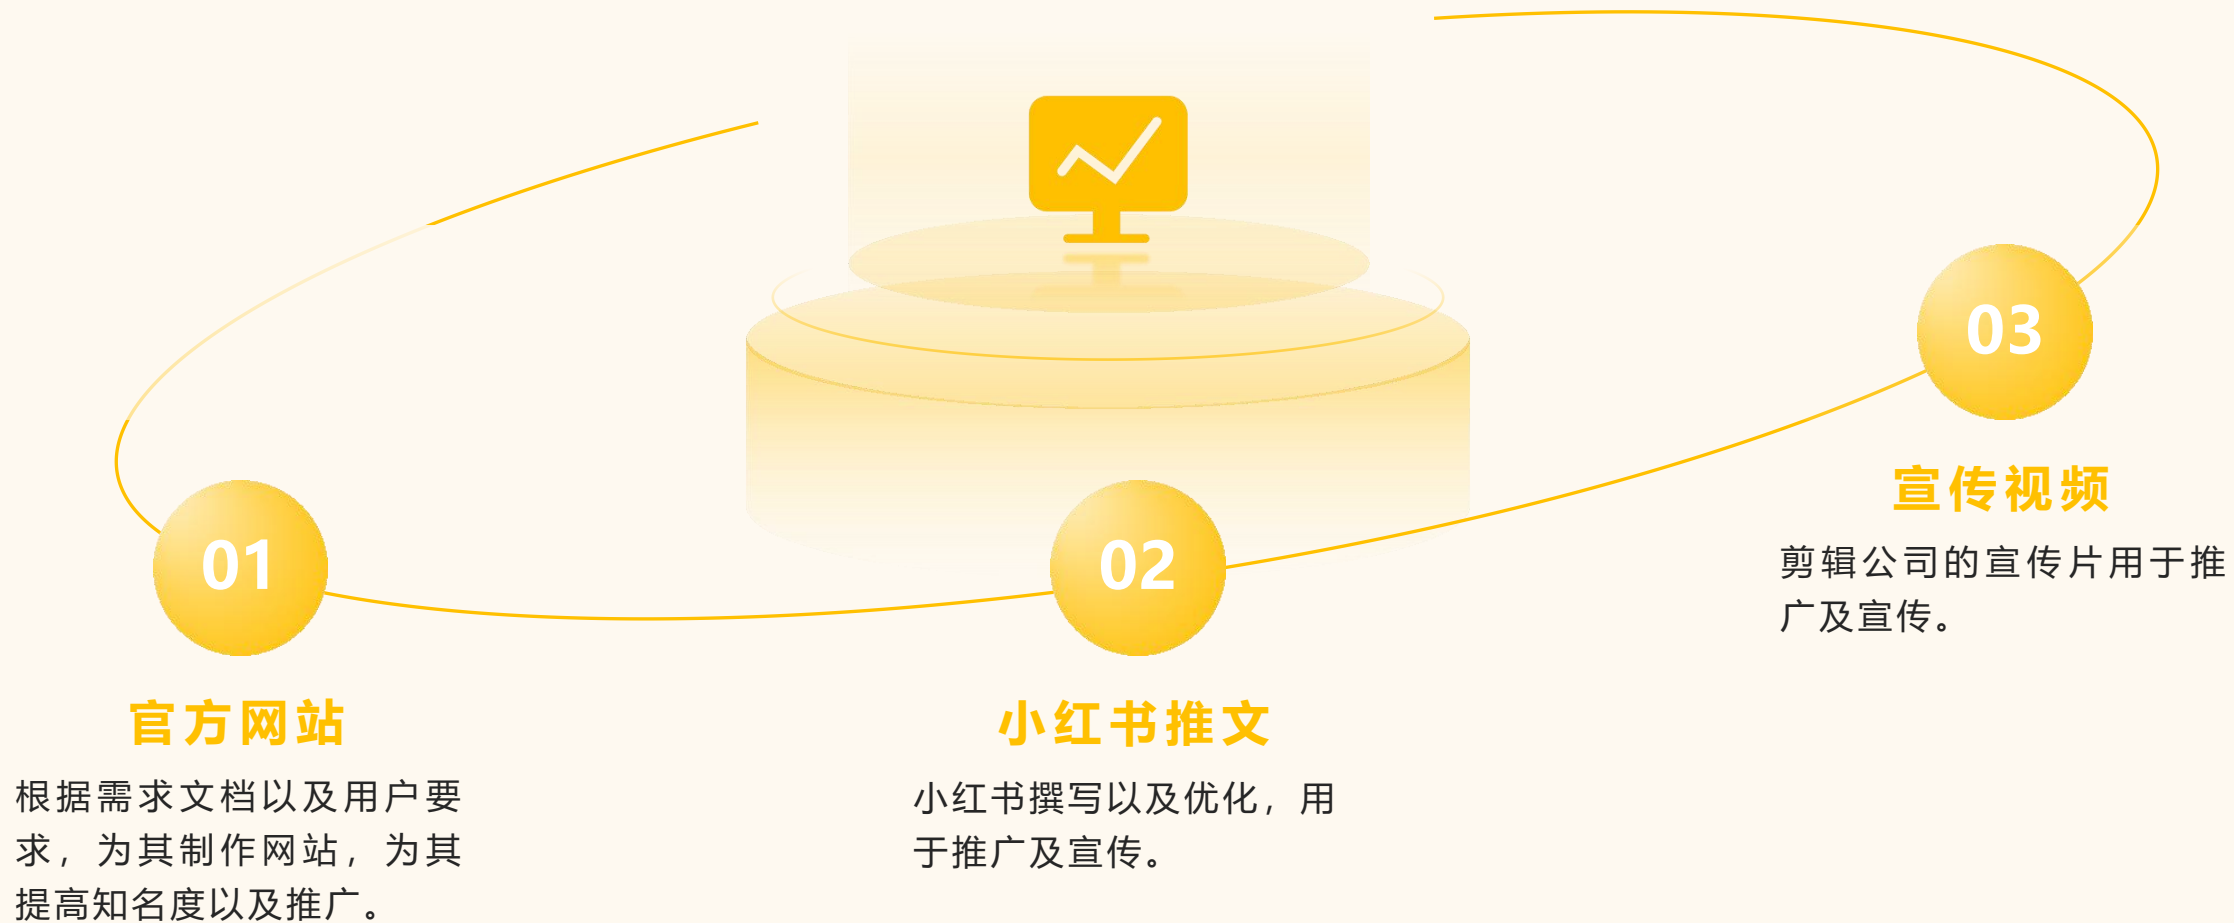 01
官方网站
根据需求文档以及用户要
求，为其制作网站，为其
提高知名度以及推广。
02
小红书推文
小红书撰写以及优化，用
于推广及宣传。
03
宣传视频
剪辑公司的宣传片用于推
广及宣传。